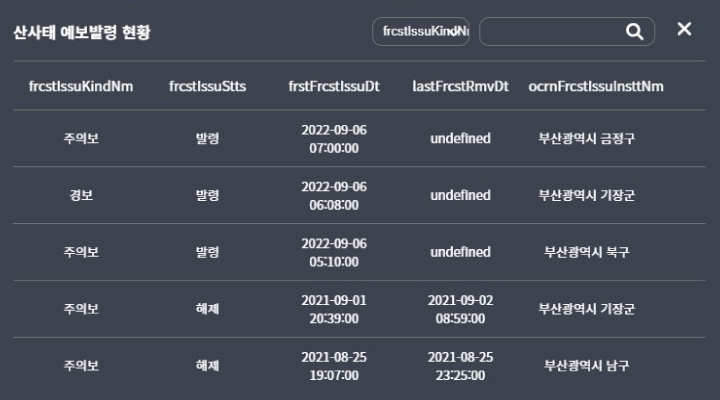 산사태 예보발령 현황
frcstIssuKindNm
frcstIssuKindNm frcstIssuStts frstFrcstIssuDt lastFrcstRmvDt ocrnFrcstIssuInsttNm
주의보 발령 2022-09-06 07:00:00 undefined 부산광역시 금정구
경보 발령 2022-09-06 06:08:00 undefined 부산광역시 기장군
주의보 발령 2022-09-06 05:10:00 undefined 부산광역시 북구
주의보 해제 2021-09-01 20:39:00 2021-09-02 08:59:00 부산광역시 기장군
주의보 해제 2021-08-25 19:07:00 2021-08-25 23:25:00 부산광역시 남구